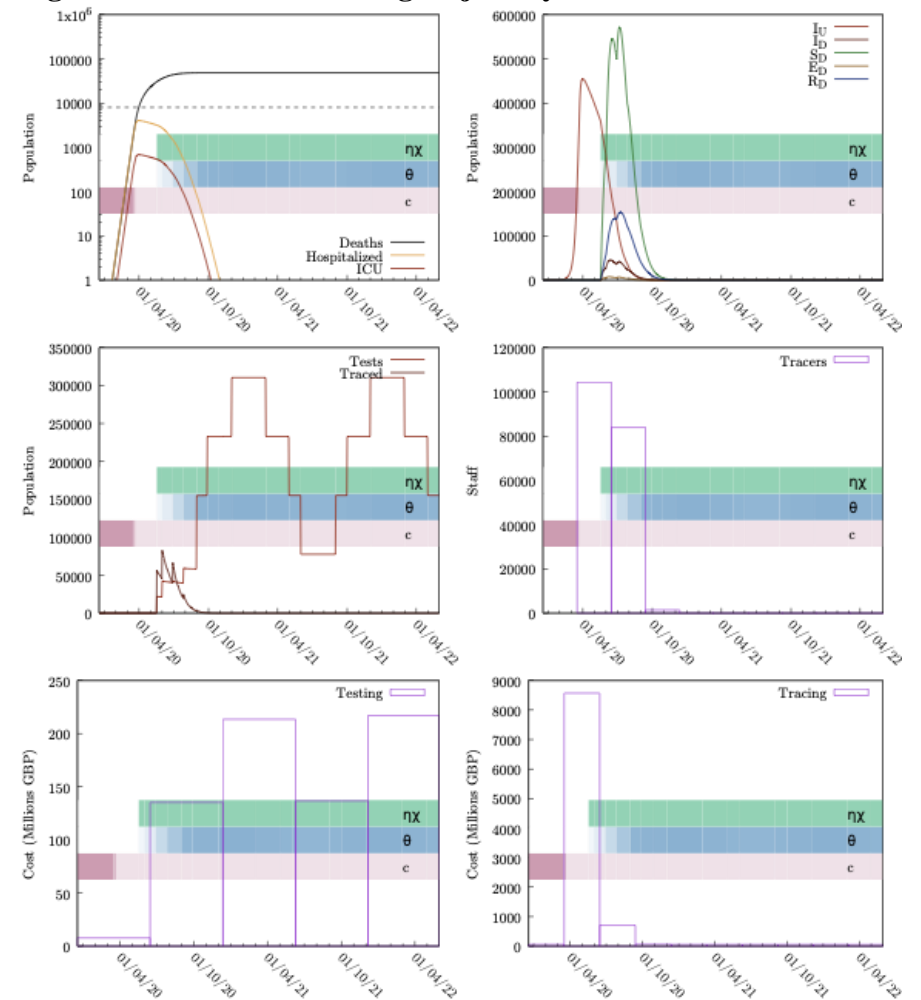 1x10^6
100000
10000
1000
100
10
1
Population
ηχ
θ
c
Deaths
Hospitalized
ICU
01/04/20
01/10/20
01/04/21
01/10/21
01/04/22
600000
500000
400000
300000
200000
100000
0
Population
I_U
I_D
S_D
E_D
R_D
ηχ
θ
c
01/04/20
01/10/20
01/04/21
01/10/21
01/04/22
350000
300000
250000
200000
150000
100000
50000
0
Population
Tests
Traced
ηχ
θ
c
01/04/20
01/10/20
01/04/21
01/10/21
01/04/22
120000
100000
80000
60000
40000
20000
0
Staff
Tracers
ηχ
θ
c
01/04/20
01/10/20
01/04/21
01/10/21
01/04/22
250
200
150
100
50
0
Cost (Millions GBP)
Testing
ηχ
θ
c
01/04/20
01/10/20
01/04/21
01/10/21
01/04/22
9000
8000
7000
6000
5000
4000
3000
2000
1000
0
Cost (Millions GBP)
Tracing
ηχ
θ
c
01/04/20
01/10/20
01/04/21
01/10/21
01/04/22